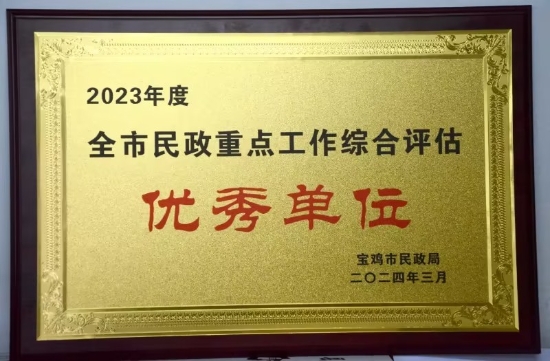 2023年度
全市民政重点工作综合评估
优秀单位
宝鸡市民政局
二〇二四年三月